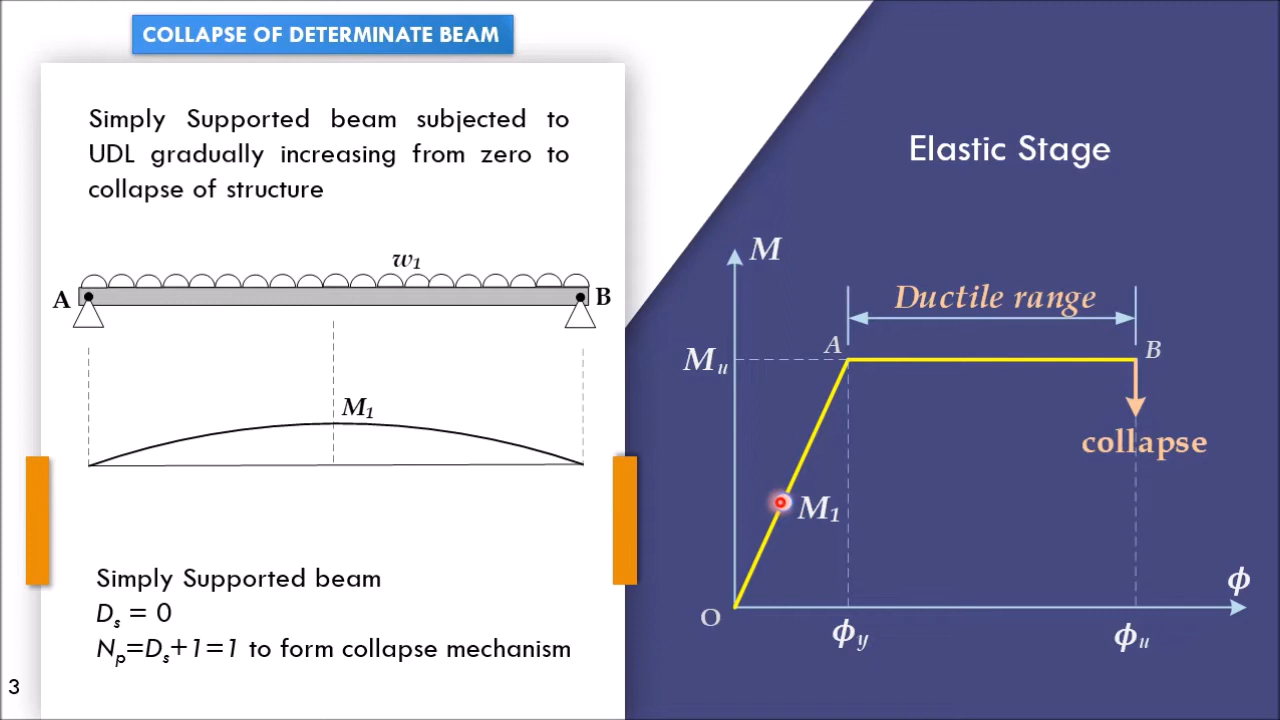 COLLAPSE OF DETERMINATE BEAM
Simply Supported beam subjected to
UDL gradually increasing from zero to
collapse of structure
w1
A
B
M1
Simply Supported beam
Ds = 0
Np=Ds+1=1 to form collapse mechanism
3
Elastic Stage
M
Ductile range
A
B
Mu
collapse
M1
ϕ
O
ϕy
ϕu